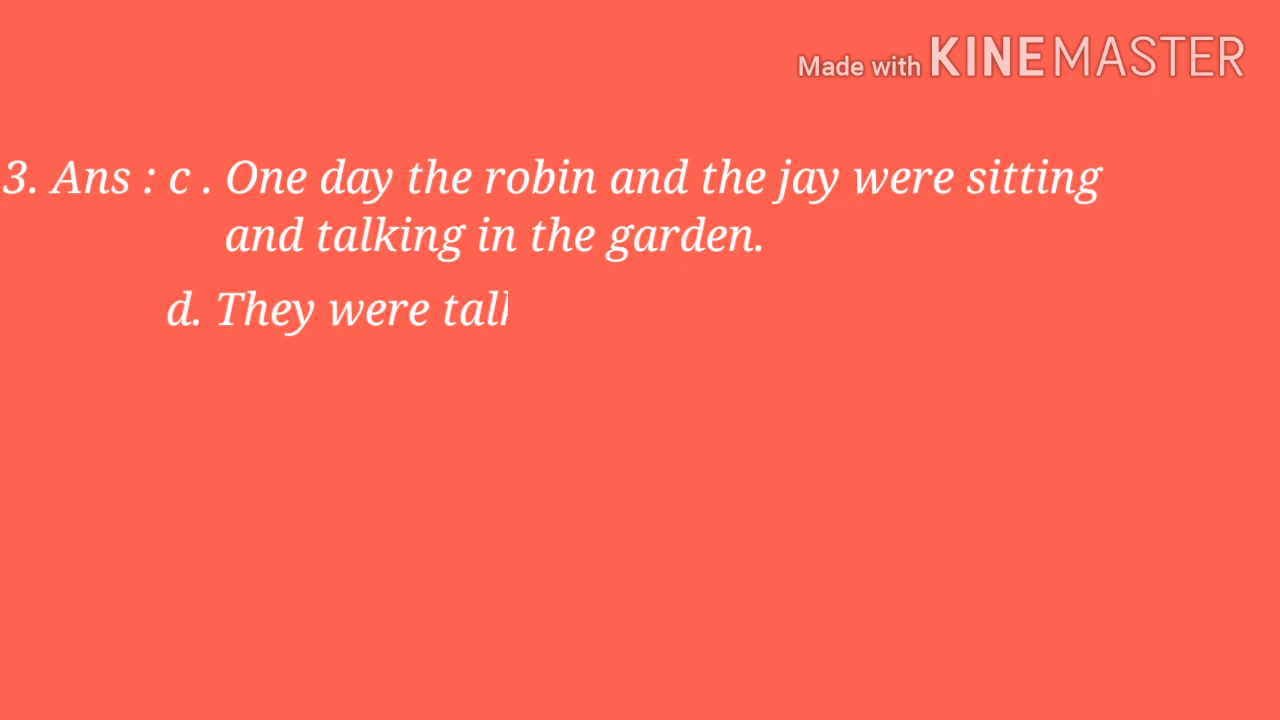 Made with KINEMASTER
3. Ans : c . One day the robin and the jay were sitting
and talking in the garden.
d. They were tal